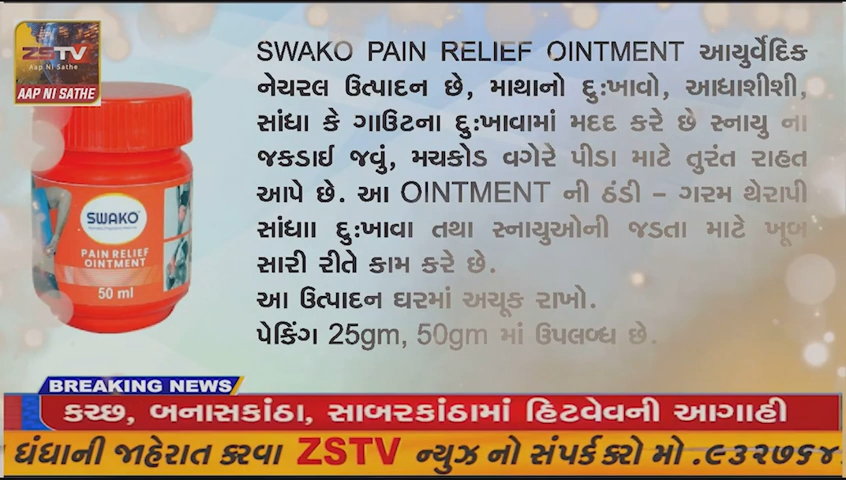 ZSTV
Aap Ni Sathe
AAP NI SATHE
SWAKO PAIN RELIEF OINTMENT આયુર્વેદિક
નેચરલ ઉત્પાદન છે, માથાનો દુઃખાવો, આધાશીશી,
સાંધા કે ગાઉટના દુઃખાવામાં મદદ કરે છે સ્નાયુ ના
જકડાઈ જવું, મચકોડ વગેરે પીડા માટે તુરંત રાહત
આપે છે. આ OINTMENT ની ઠંડી – ગરમ થેરાપી
સાંધાા દુઃખાવા તથા સ્નાયુઓની જડતા માટે ખૂબ
સારી રીતે કામ કરે છે.
આ ઉત્પાદન ઘરમાં અચૂક રાખો.
પેકિંગ 25gm, 50gm માં ઉપલબ્ધ છે.
SWAKO
PAIN RELIEF
OINTMENT
50 ml
BREAKING NEWS
કચ્છ, બનાસકાંઠા, સાબરકાંઠામાં હિટવેવની આગાહી
ધંધાની જાહેરાત કરવા ZSTV ન્યુઝ નો સંપર્ક કરો મો .૯૩૨૭૬૪